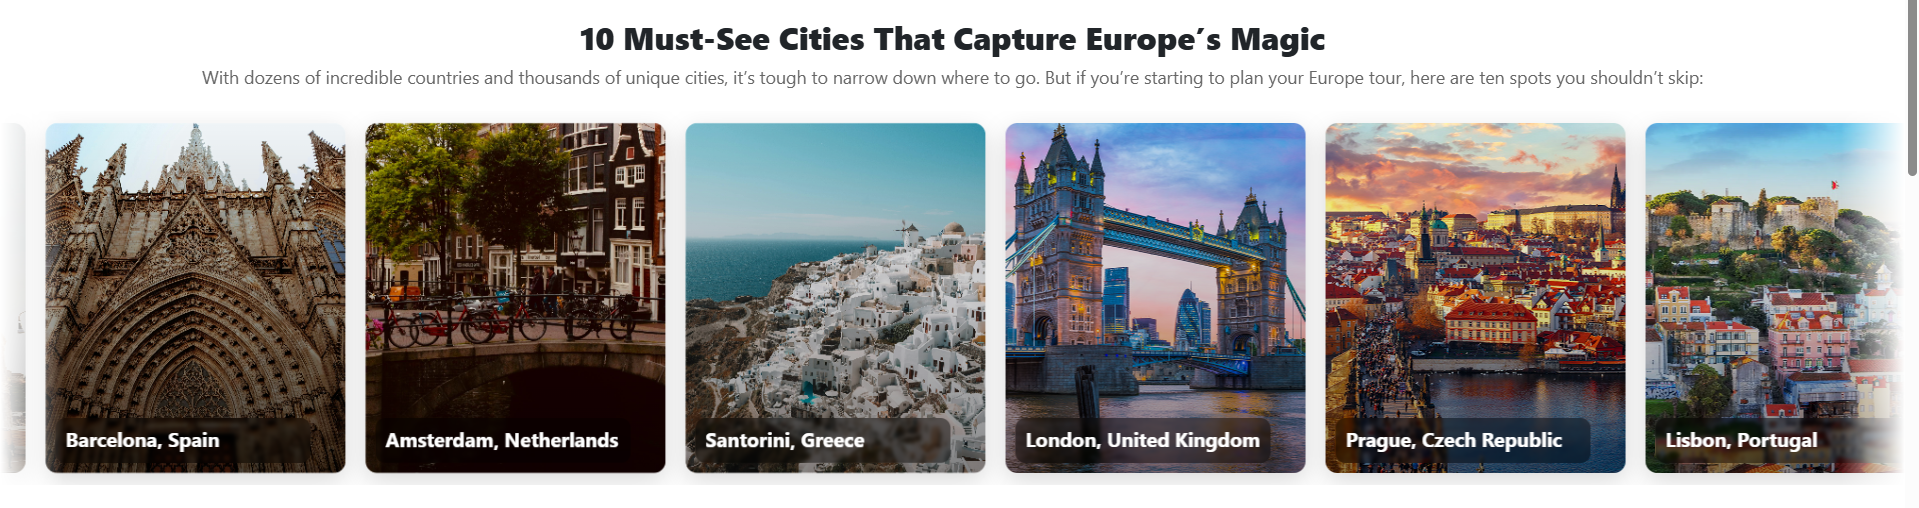 10 Must-See Cities That Capture Europe’s Magic
With dozens of incredible countries and thousands of unique cities, it’s tough to narrow down where to go. But if you’re starting to plan your Europe tour, here are ten spots you shouldn’t skip:
Barcelona, Spain
Amsterdam, Netherlands
Santorini, Greece
London, United Kingdom
Prague, Czech Republic
Lisbon, Portugal